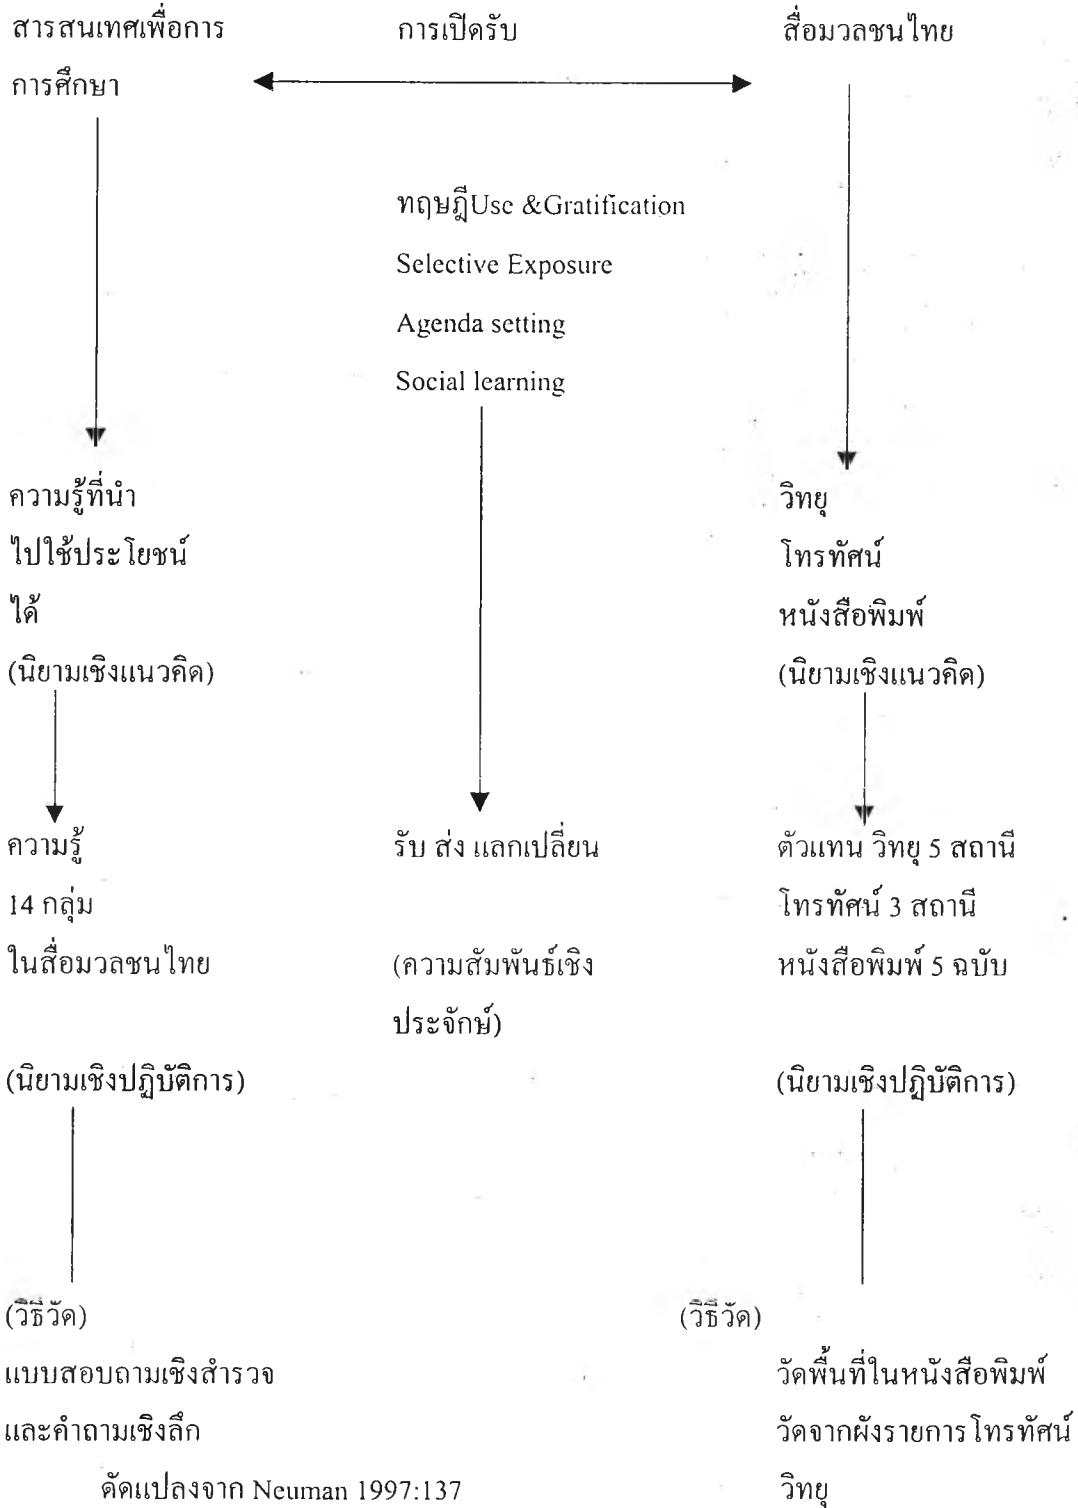 สารสนเทศเพื่อการ
การศึกษา
การเปิดรับ
สื่อมวลชนไทย
ทฤษฎีUse &Gratification
Selective Exposure
Agenda setting
Social learning
ความรู้ที่นำ
ไปใช้ประโยชน์
ได้
(นิยามเชิงแนวคิด)
วิทยุ
โทรทัศน์
หนังสือพิมพ์
(นิยามเชิงแนวคิด)
ความรู้
14 กลุ่ม
ในสื่อมวลชนไทย
(นิยามเชิงปฏิบัติการ)
รับ ส่ง แลกเปลี่ยน
(ความสัมพันธ์เชิง
ประจักษ์)
ตัวแทน วิทยุ 5 สถานี
โทรทัศน์ 3 สถานี
หนังสือพิมพ์ 5 ฉบับ
(นิยามเชิงปฏิบัติการ)
(วิธีวัด)
แบบสอบถามเชิงสำรวจ
และคำถามเชิงลึก
(วิธีวัด)
วัดพื้นที่ในหนังสือพิมพ์
วัดจากผังรายการโทรทัศน์
วิทยุ
ดัดแปลงจาก Neuman 1997:137